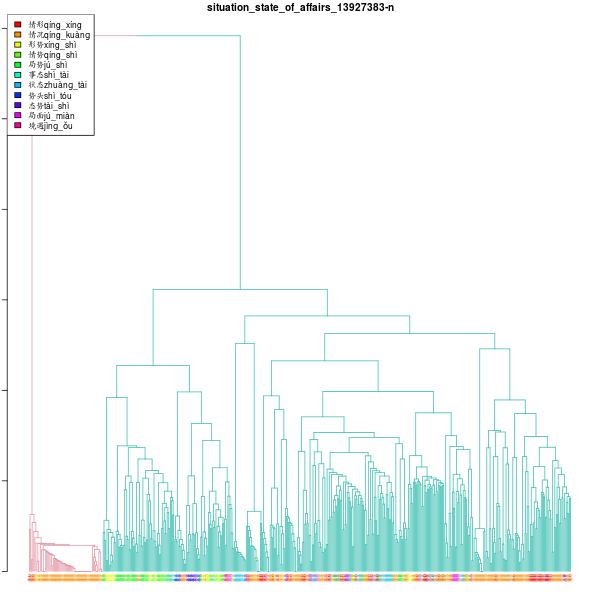 situation_state_of_affairs_13927383-n
情形qíng_xíng
情况qíng_kuàng
形势xíng_shì
情势qíng_shì
局势jú_shì
事态shì_tài
状态zhuàng_tài
势头shì_tóu
态势tài_shì
局面jú_miàn
境遇jìng_ǒu